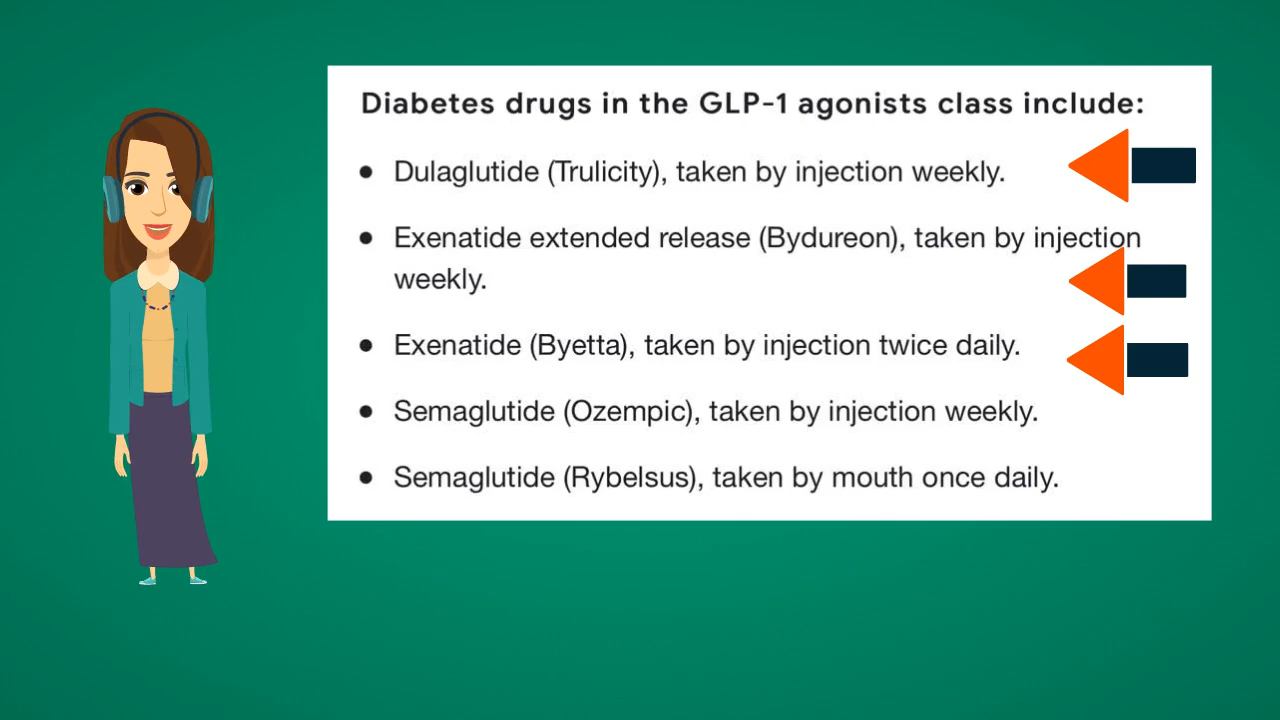 Diabetes drugs in the GLP-1 agonists class include:
● Dulaglutide (Trulicity), taken by injection weekly.
● Exenatide extended release (Bydureon), taken by injection
weekly.
● Exenatide (Byetta), taken by injection twice daily.
● Semaglutide (Ozempic), taken by injection weekly.
● Semaglutide (Rybelsus), taken by mouth once daily.